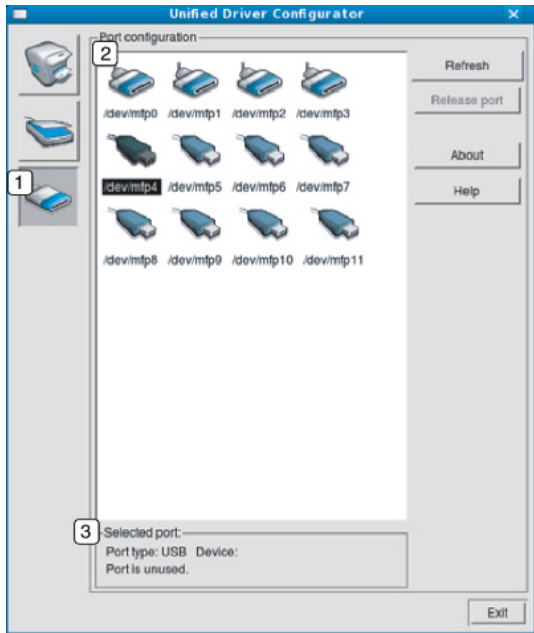 Unified Driver Configurator
Port configuration
2
Refresh
/dev/mfp0 /dev/mfp1 /dev/mfp2 /dev/mfp3
Release port
About
1
/dev/mfp4 /dev/mfp5 /dev/mfp6 /dev/mfp7
Help
/dev/mfp8 /dev/mfp9 /dev/mfp10 /dev/mfp11
3
Selected port:
Port type: USB Device:
Port is unused.
Exit